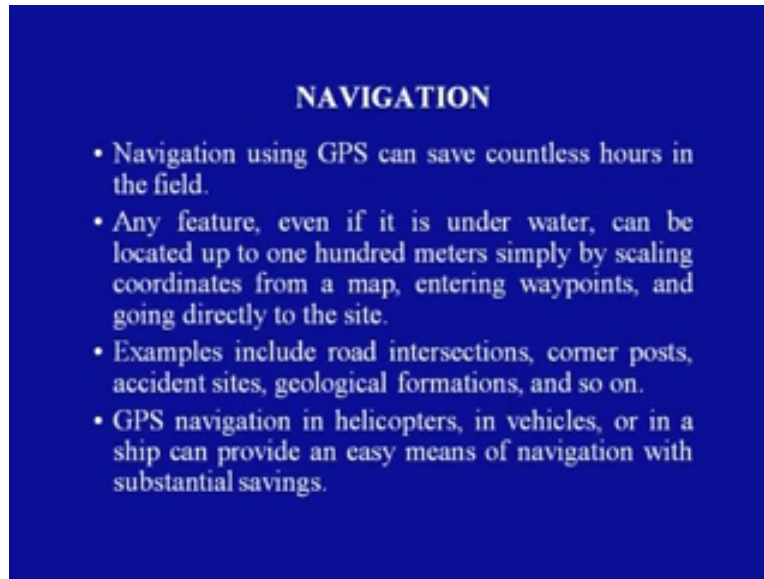 NAVIGATION
• Navigation using GPS can save countless hours in
the field.
• Any feature, even if it is under water, can be
located up to one hundred meters simply by scaling
coordinates from a map, entering waypoints, and
going directly to the site.
• Examples include road intersections, corner posts,
accident sites, geological formations, and so on.
• GPS navigation in helicopters, in vehicles, or in a
ship can provide an easy means of navigation with
substantial savings.